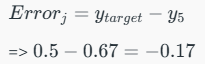 Error_j = y_target − y_5
=> 0.5 − 0.67 = −0.17